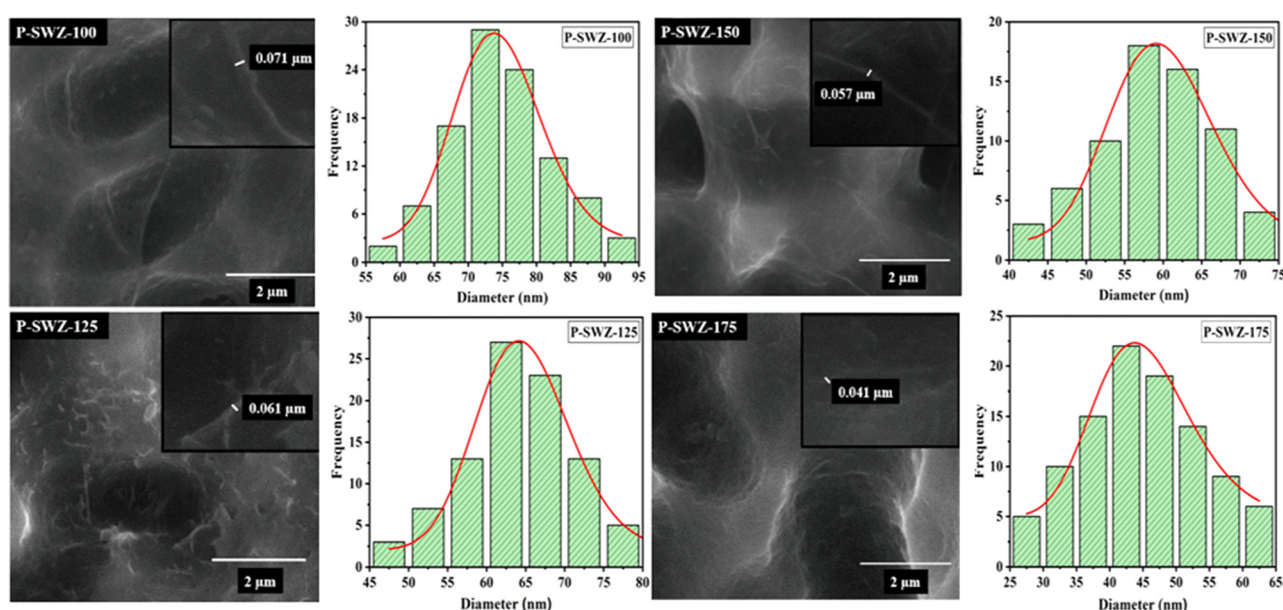 P-SWZ-100
0.071 µm
2 µm
P-SWZ-100
Frequency
30
24
18
12
6
0
55 60 65 70 75 80 85 90 95
Diameter (nm)
P-SWZ-150
0.057 µm
2 µm
P-SWZ-150
Frequency
20
15
10
5
0
40 45 50 55 60 65 70 75
Diameter (nm)
P-SWZ-125
0.061 µm
2 µm
P-SWZ-125
Frequency
30
25
20
15
10
5
0
45 50 55 60 65 70 75 80
Diameter (nm)
P-SWZ-175
0.041 µm
2 µm
P-SWZ-175
Frequency
25
20
15
10
5
0
25 30 35 40 45 50 55 60 65
Diameter (nm)